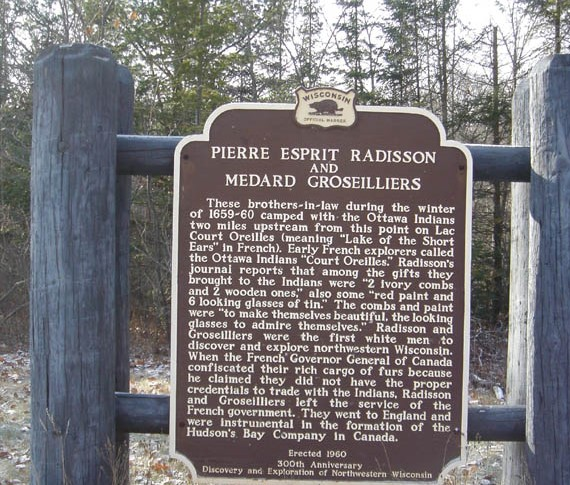 WISCONSIN
OFFICIAL MARKER
PIERRE ESPRIT RADISSON
AND
MEDARD GROSEILLIERS
These brothers-in-law during the winter
of 1659-60 camped with the Ottawa Indians
two miles upstream from this point on Lac
Court Oreilles (meaning "Lake of the Short
Ears" in French). Early French explorers called
the Ottawa Indians "Court Oreilles." Radisson's
journal reports that among the gifts they
brought to the Indians were "2 ivory combs
and 2 wooden ones," also some "red paint and
6 looking glasses of tin." The combs and paint
were "to make themselves beautiful, the looking
glasses to admire themselves." Radisson and
Groseilliers were the first white men to
discover and explore northwestern Wisconsin.
When the French Governor General of Canada
confiscated their rich cargo of furs because
he claimed they did not have the proper
credentials to trade with the Indians, Radisson
and Groseilliers left the service of the
French government. They went to England and
were instrumental in the formation of the
Hudson's Bay Company in Canada.
Erected 1960
300th Anniversary
Discovery and Exploration of Northwestern Wisconsin